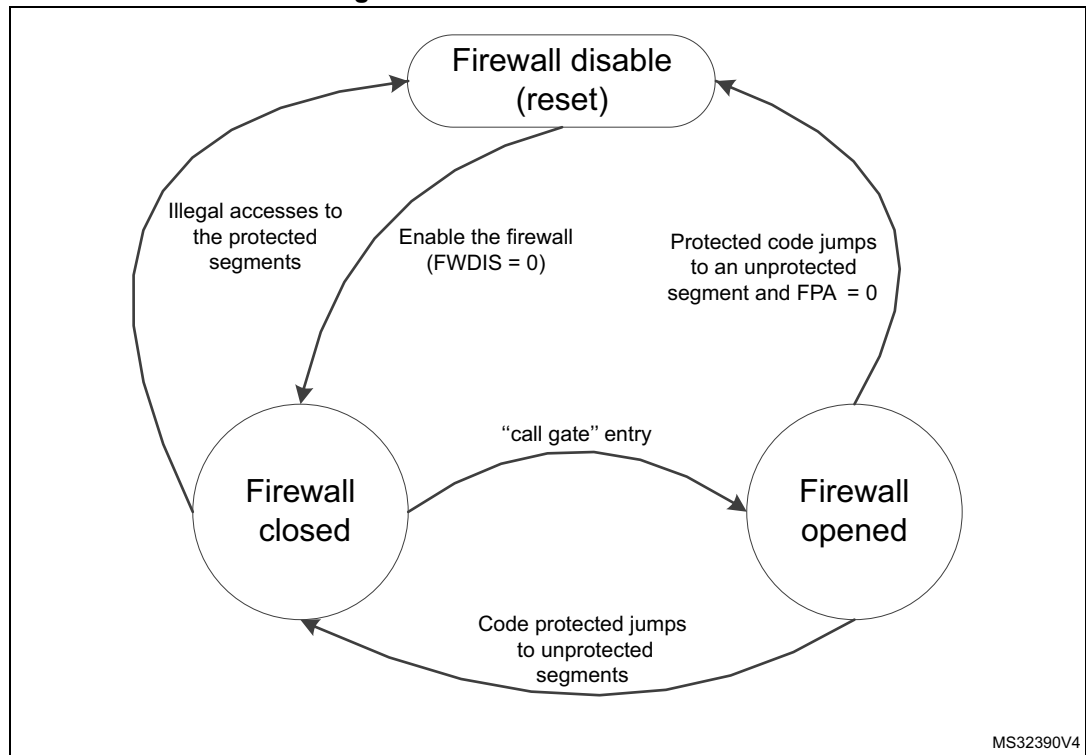 Firewall disable
(reset)
Illegal accesses to
the protected
segments
Enable the firewall
(FWDIS = 0)
Protected code jumps
to an unprotected
segment and FPA = 0
‘‘call gate’’ entry
Firewall
closed
Firewall
opened
Code protected jumps
to unprotected
segments
MS32390V4